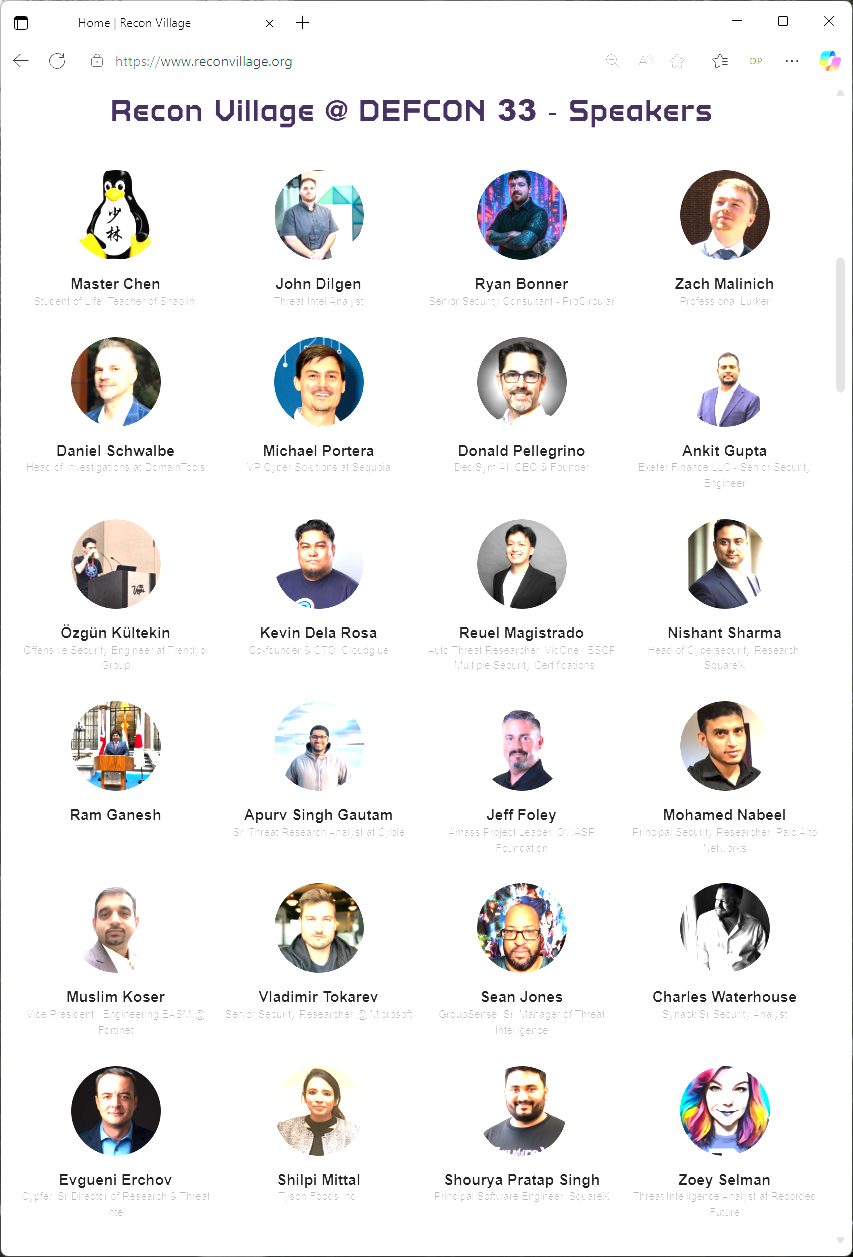 Home | Recon Village
https://www.reconvillage.org
OP
Recon Village @ DEFCON 33 - Speakers
少
林
Master Chen
John Dilgen
Ryan Bonner
Zach Malinich
Student of Life, Teacher of Shaolin
Threat Intel Analyst
Senior Security Consultant - ProCircular
Professional Lurker
Daniel Schwalbe
Michael Portera
Donald Pellegrino
Ankit Gupta
Head of Investigations at DomainTools
VP Cyber Solutions at Sequoia
DeciSym.AI, CEO & Founder
Exeter Finance LLC - Senior Security
Engineer
Özgün Kültekin
Kevin Dela Rosa
Reuel Magistrado
Nishant Sharma
Offensive Security Engineer at Trendyol
Group
Co-founder & CTO, Cloudglue
Auto Threat Researcher, VicOne | ESCP
Multiple Security Certifications
Head of Cybersecurity Research,
SquareX
Ram Ganesh
Apurv Singh Gautam
Jeff Foley
Mohamed Nabeel
Sr. Threat Research Analyst at Cyble
Amass Project Leader, OWASP
Foundation
Principal Security Researcher, Palo Alto
Networks
Muslim Koser
Vladimir Tokarev
Sean Jones
Charles Waterhouse
Vice President - Engineering EASM @
Fortinet
Senior Security Researcher @ Microsoft
GroupSense, Sr. Manager of Threat
Intelligence
Synack Sr Security Analyst
Evgueni Erchov
Shilpi Mittal
Shourya Pratap Singh
Zoey Selman
Cypfer, Sr Director of Research & Threat
Intel
Tyson Foods Inc
Principal Software Engineer, SquareX
Threat Intelligence Analyst at Recorded
Future